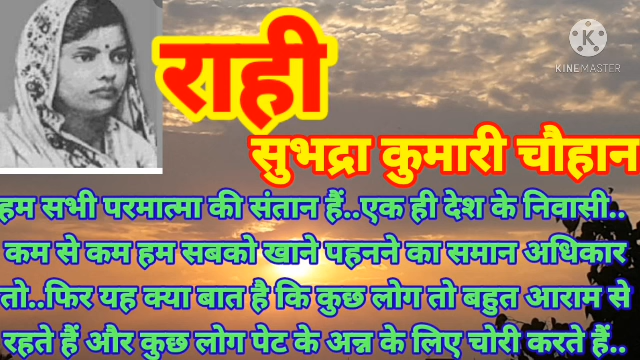 राही
KINEMASTER
सुभद्रा कुमारी चौहान
हम सभी परमात्मा की संतान हैं..एक ही देश के निवासी..
कम से कम हम सबको खाने पहनने का समान अधिकार
तो..फिर यह क्या बात है कि कुछ लोग तो बहुत आराम से
रहते हैं और कुछ लोग पेट के अन्न के लिए चोरी करते हैं..